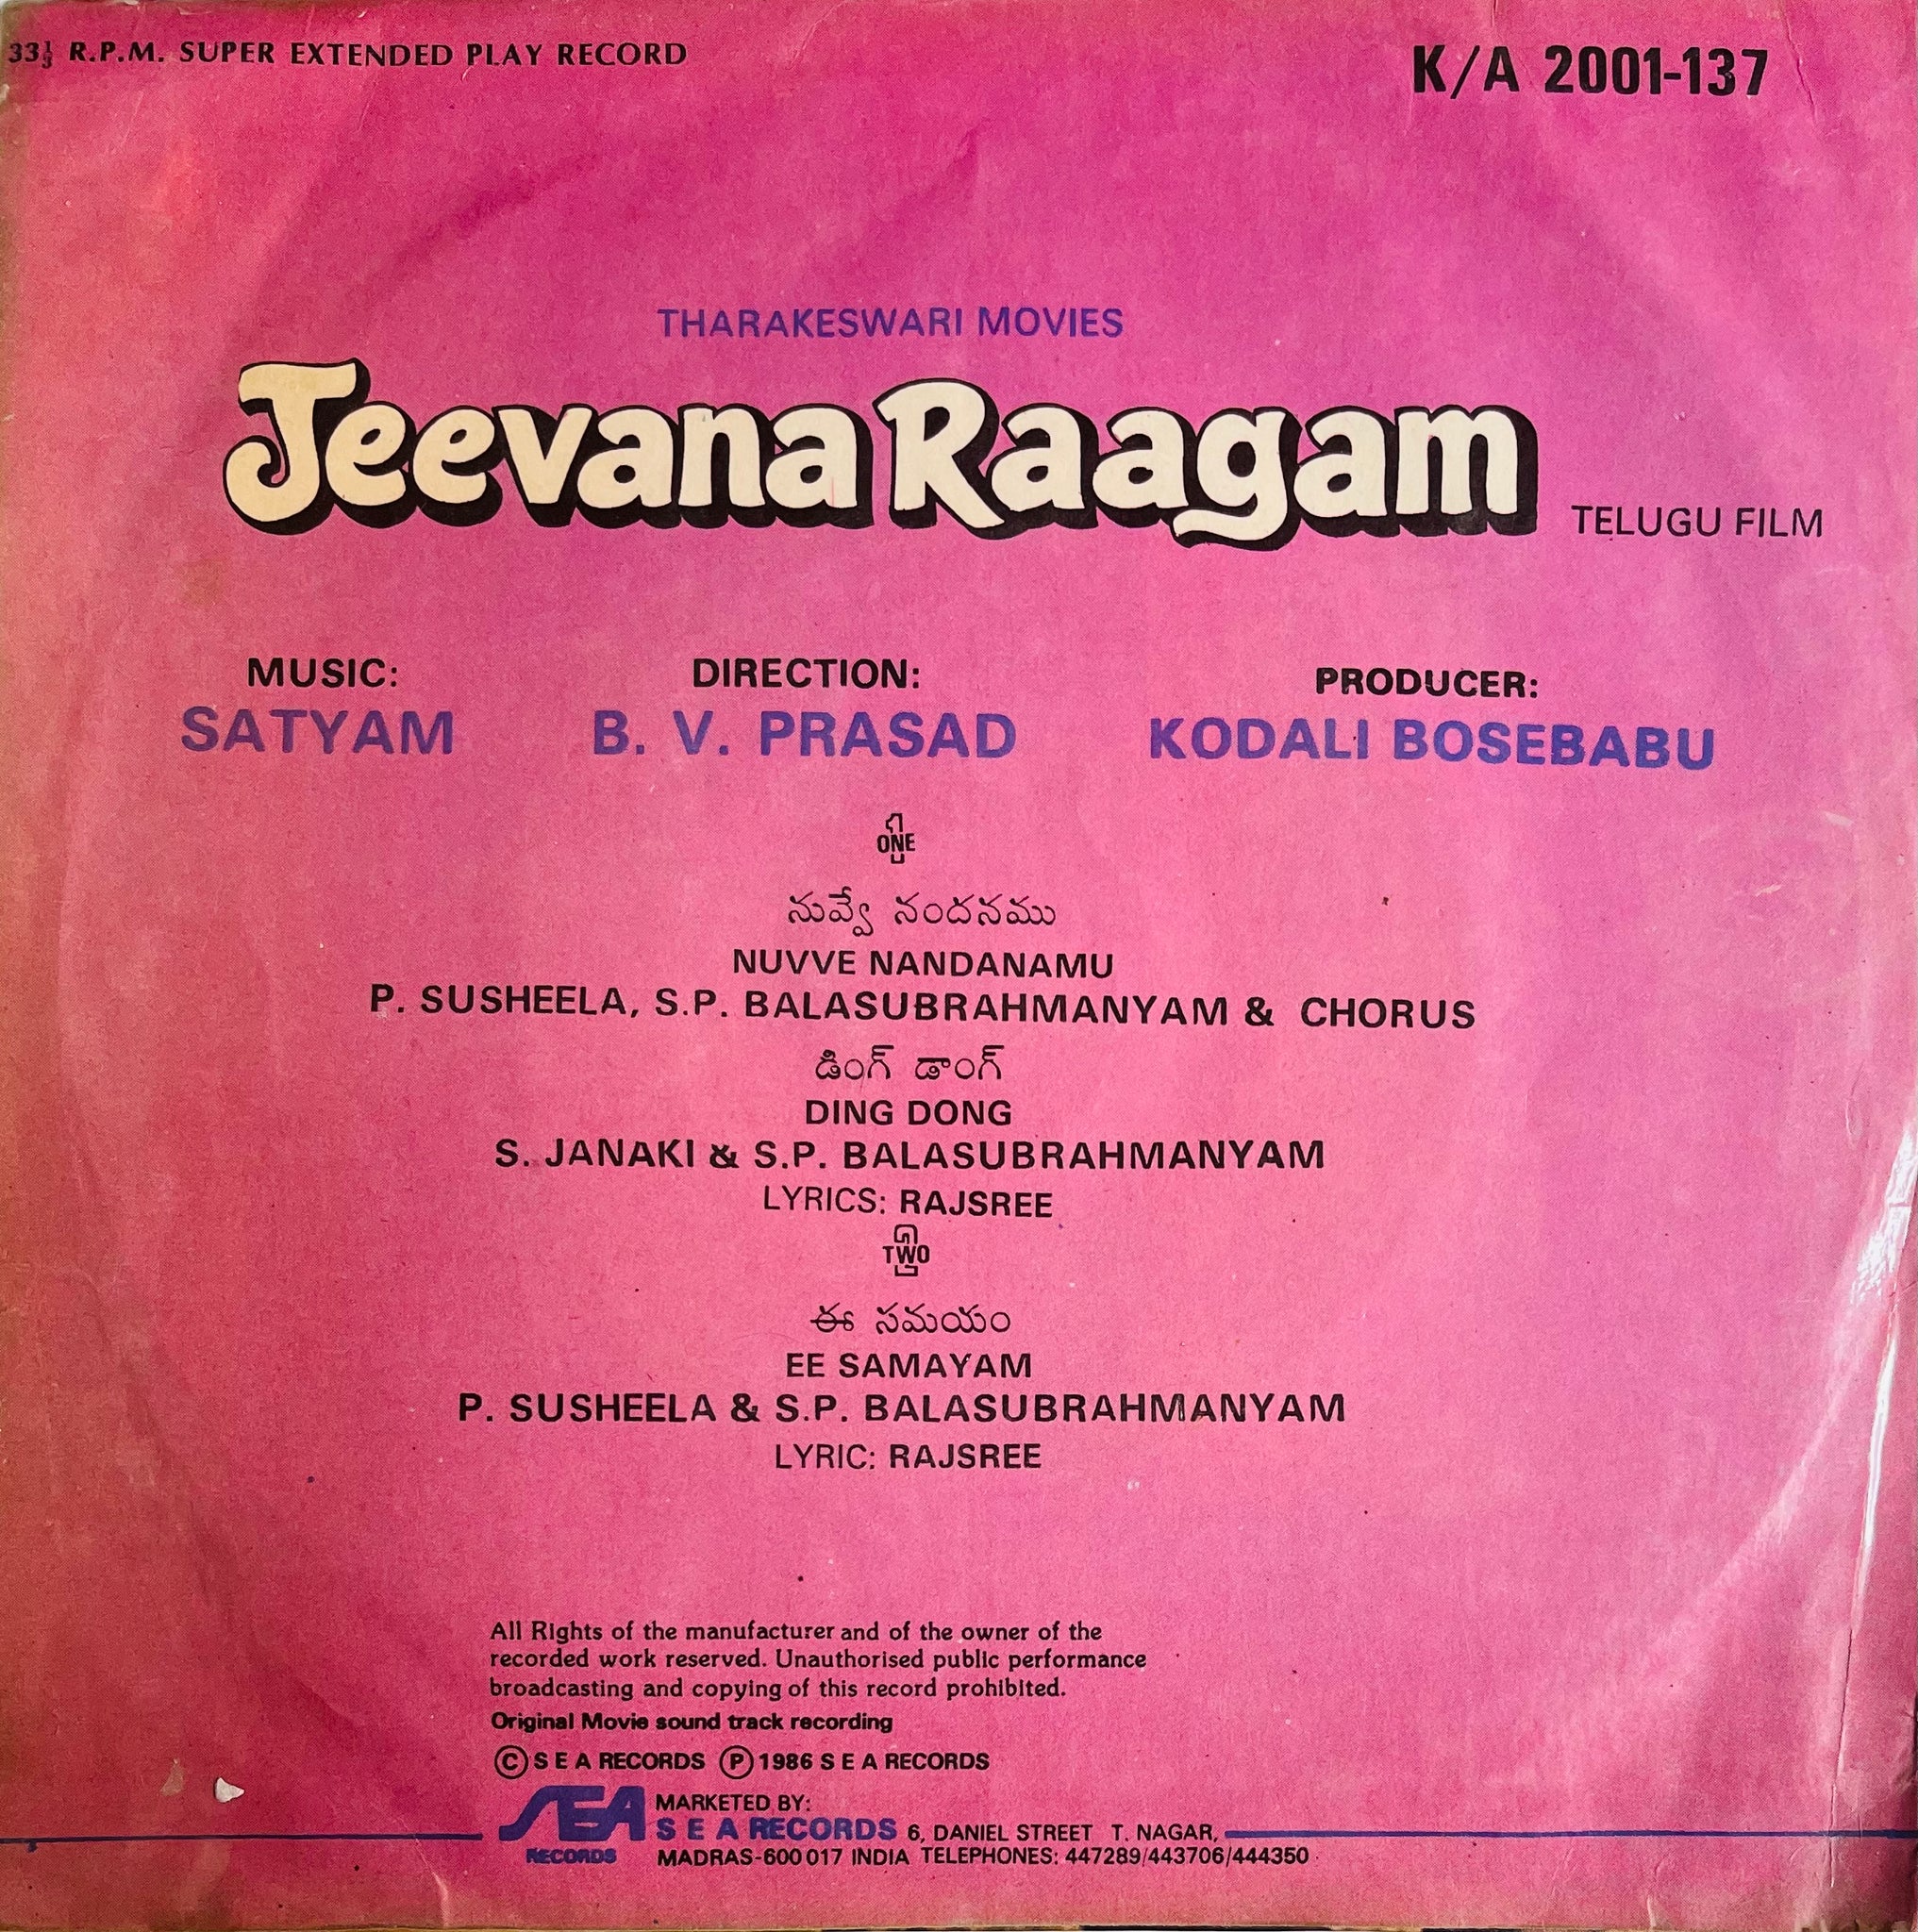 33⅓ R.P.M. SUPER EXTENDED PLAY RECORD
K/A 2001-137
THARAKESWARI MOVIES
Jeevana Raagam
TELUGU FILM
MUSIC: DIRECTION: PRODUCER:
SATYAM B. V. PRASAD KODALI BOSEBABU
ONE
నువ్వే నందనము
NUVVE NANDANAMU
P. SUSHEELA, S.P. BALASUBRAHMANYAM & CHORUS
డింగ్ డాంగ్
DING DONG
S. JANAKI & S.P. BALASUBRAHMANYAM
LYRICS: RAJSREE
TWO
ఈ సమయం
EE SAMAYAM
P. SUSHEELA & S.P. BALASUBRAHMANYAM
LYRIC: RAJSREE
All Rights of the manufacturer and of the owner of the
recorded work reserved. Unauthorised public performance
broadcasting and copying of this record prohibited.
Original Movie sound track recording
© S E A RECORDS ℗ 1986 S E A RECORDS
SEA RECORDS
MARKETED BY:
S E A RECORDS 6, DANIEL STREET T. NAGAR,
MADRAS-600 017 INDIA TELEPHONES: 447289/443706/444350